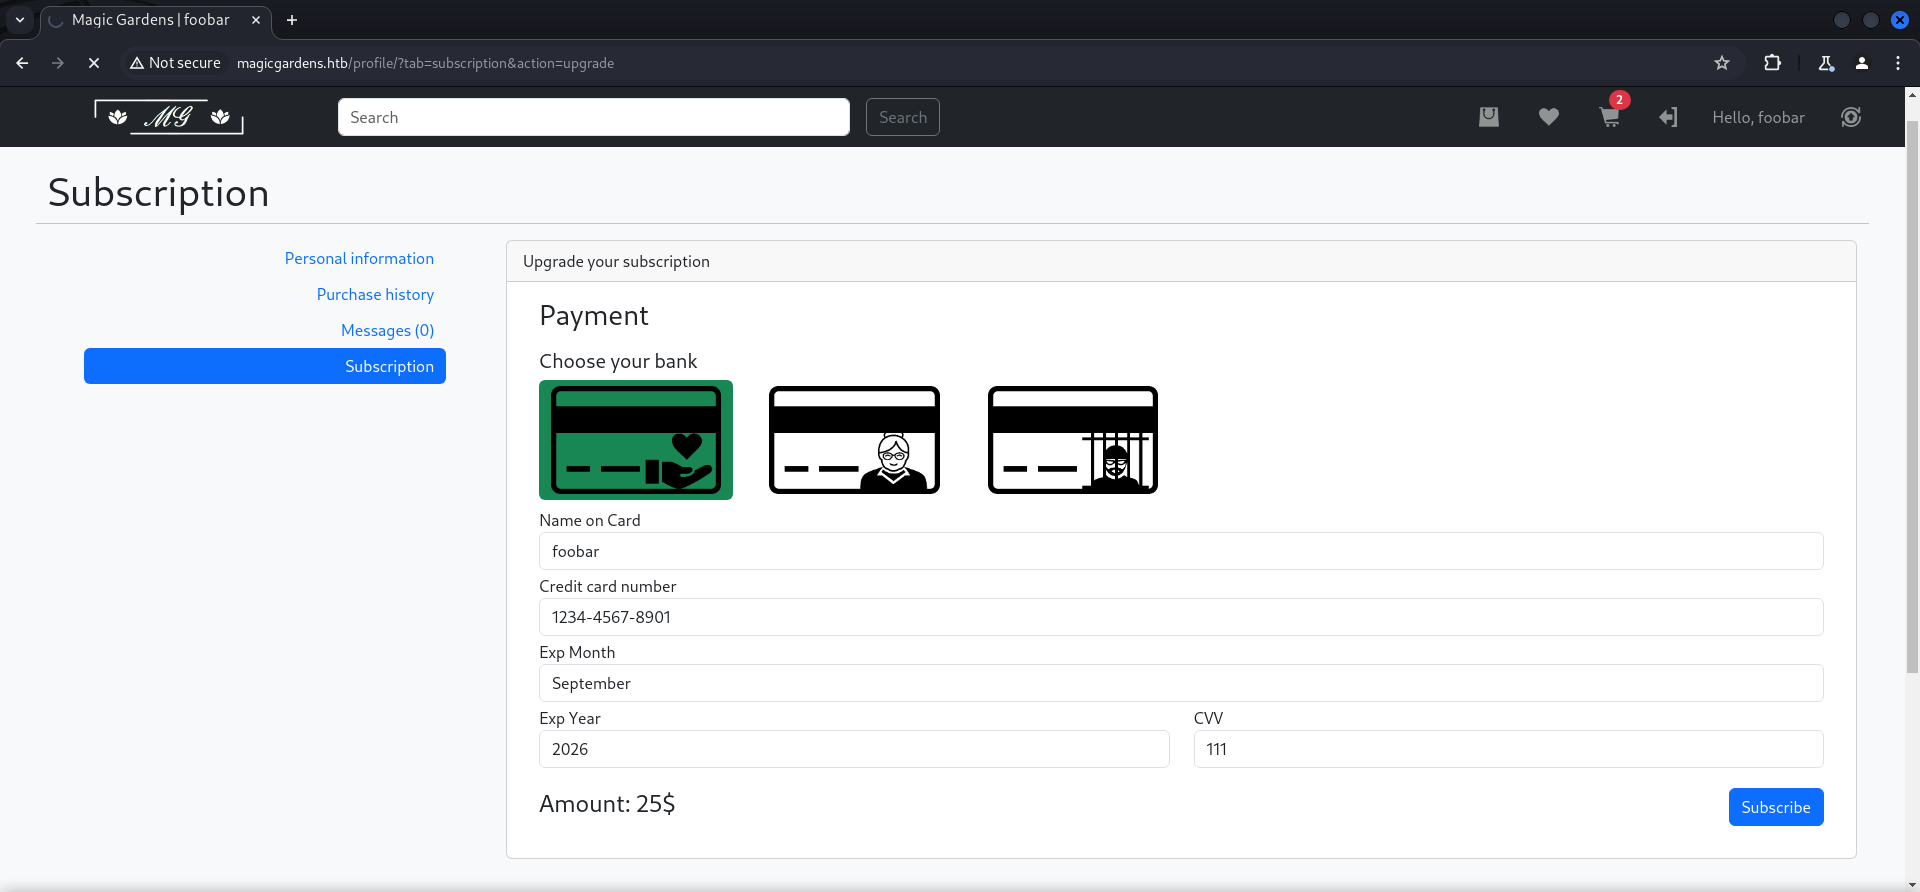 Magic Gardens | foobar
Not secure magicgardens.htb/profile/?tab=subscription&action=upgrade
MG
Search
Search
2
Hello, foobar
Subscription
Personal information
Purchase history
Messages (0)
Subscription
Upgrade your subscription
Payment
Choose your bank
Name on Card
foobar
Credit card number
1234-4567-8901
Exp Month
September
Exp Year
CVV
2026
111
Amount: 25$
Subscribe